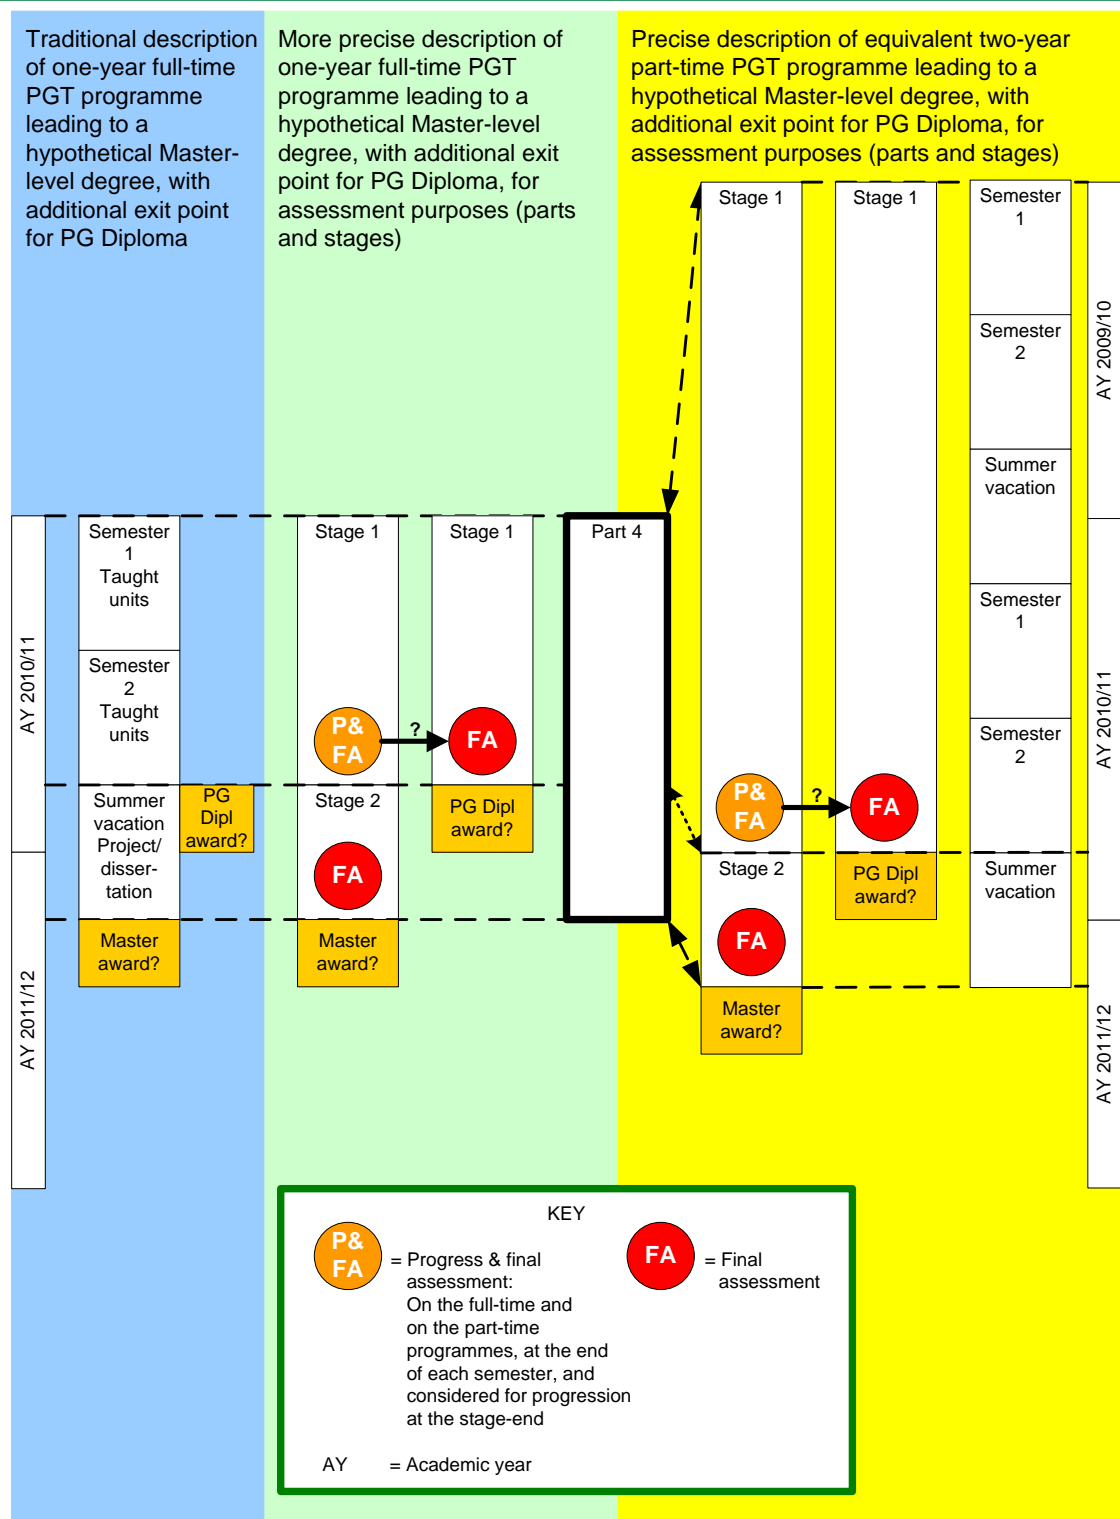 Traditional description
of one-year full-time
PGT programme
leading to a
hypothetical Master-
level degree, with
additional exit point
for PG Diploma
More precise description of
one-year full-time PGT
programme leading to a
hypothetical Master-level
degree, with additional exit
point for PG Diploma, for
assessment purposes (parts
and stages)
Precise description of equivalent two-year
part-time PGT programme leading to a
hypothetical Master-level degree, with
additional exit point for PG Diploma, for
assessment purposes (parts and stages)
AY 2010/11
AY 2011/12
Semester
1
Taught
units
Semester
2
Taught
units
Summer
vacation
Project/
disser-
tation
PG
Dipl
award?
Master
award?
Stage 1
P&
FA
?
Stage 2
FA
Master
award?
Stage 1
FA
PG Dipl
award?
Part 4
Stage 1
P&
FA
?
Stage 2
FA
Master
award?
Stage 1
FA
PG Dipl
award?
Semester
1
Semester
2
Summer
vacation
Semester
1
Semester
2
Summer
vacation
AY 2009/10
AY 2010/11
AY 2011/12
KEY
P&
FA
= Progress & final
assessment:
On the full-time and
on the part-time
programmes, at the end
of each semester, and
considered for progression
at the stage-end
FA
= Final
assessment
AY = Academic year